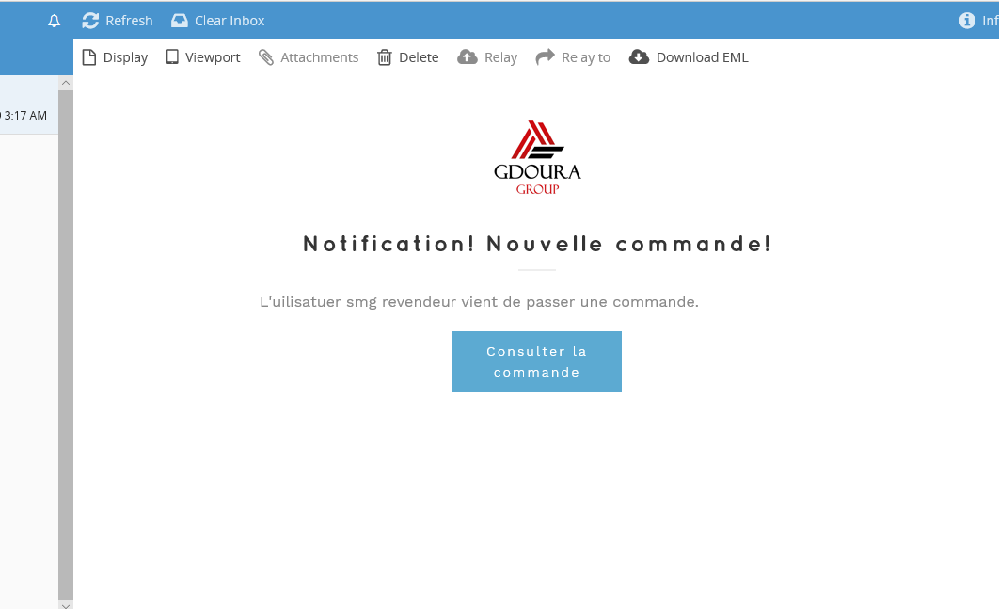 Refresh Clear Inbox
Display Viewport Attachments Delete Relay Relay to Download EML
3:17 AM
GDOURA
GROUP
Notification! Nouvelle commande!
L'uilisatuer smg revendeur vient de passer une commande.
Consulter la
commande